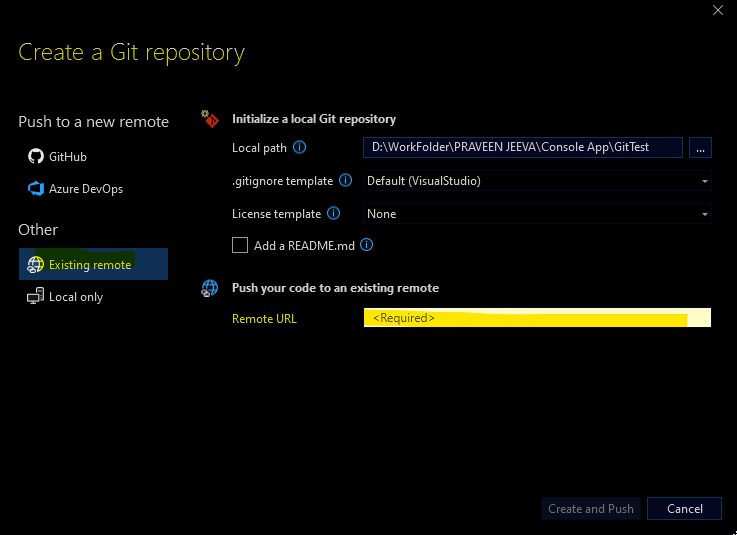 Create a Git repository
Push to a new remote
GitHub
Azure DevOps
Other
Existing remote
Local only
Initialize a local Git repository
Local path D:\WorkFolder\PRAVEEN JEEVA\Console App\GitTest ...
.gitignore template Default (VisualStudio)
License template None
Add a README.md
Push your code to an existing remote
Remote URL <Required>
Create and Push Cancel